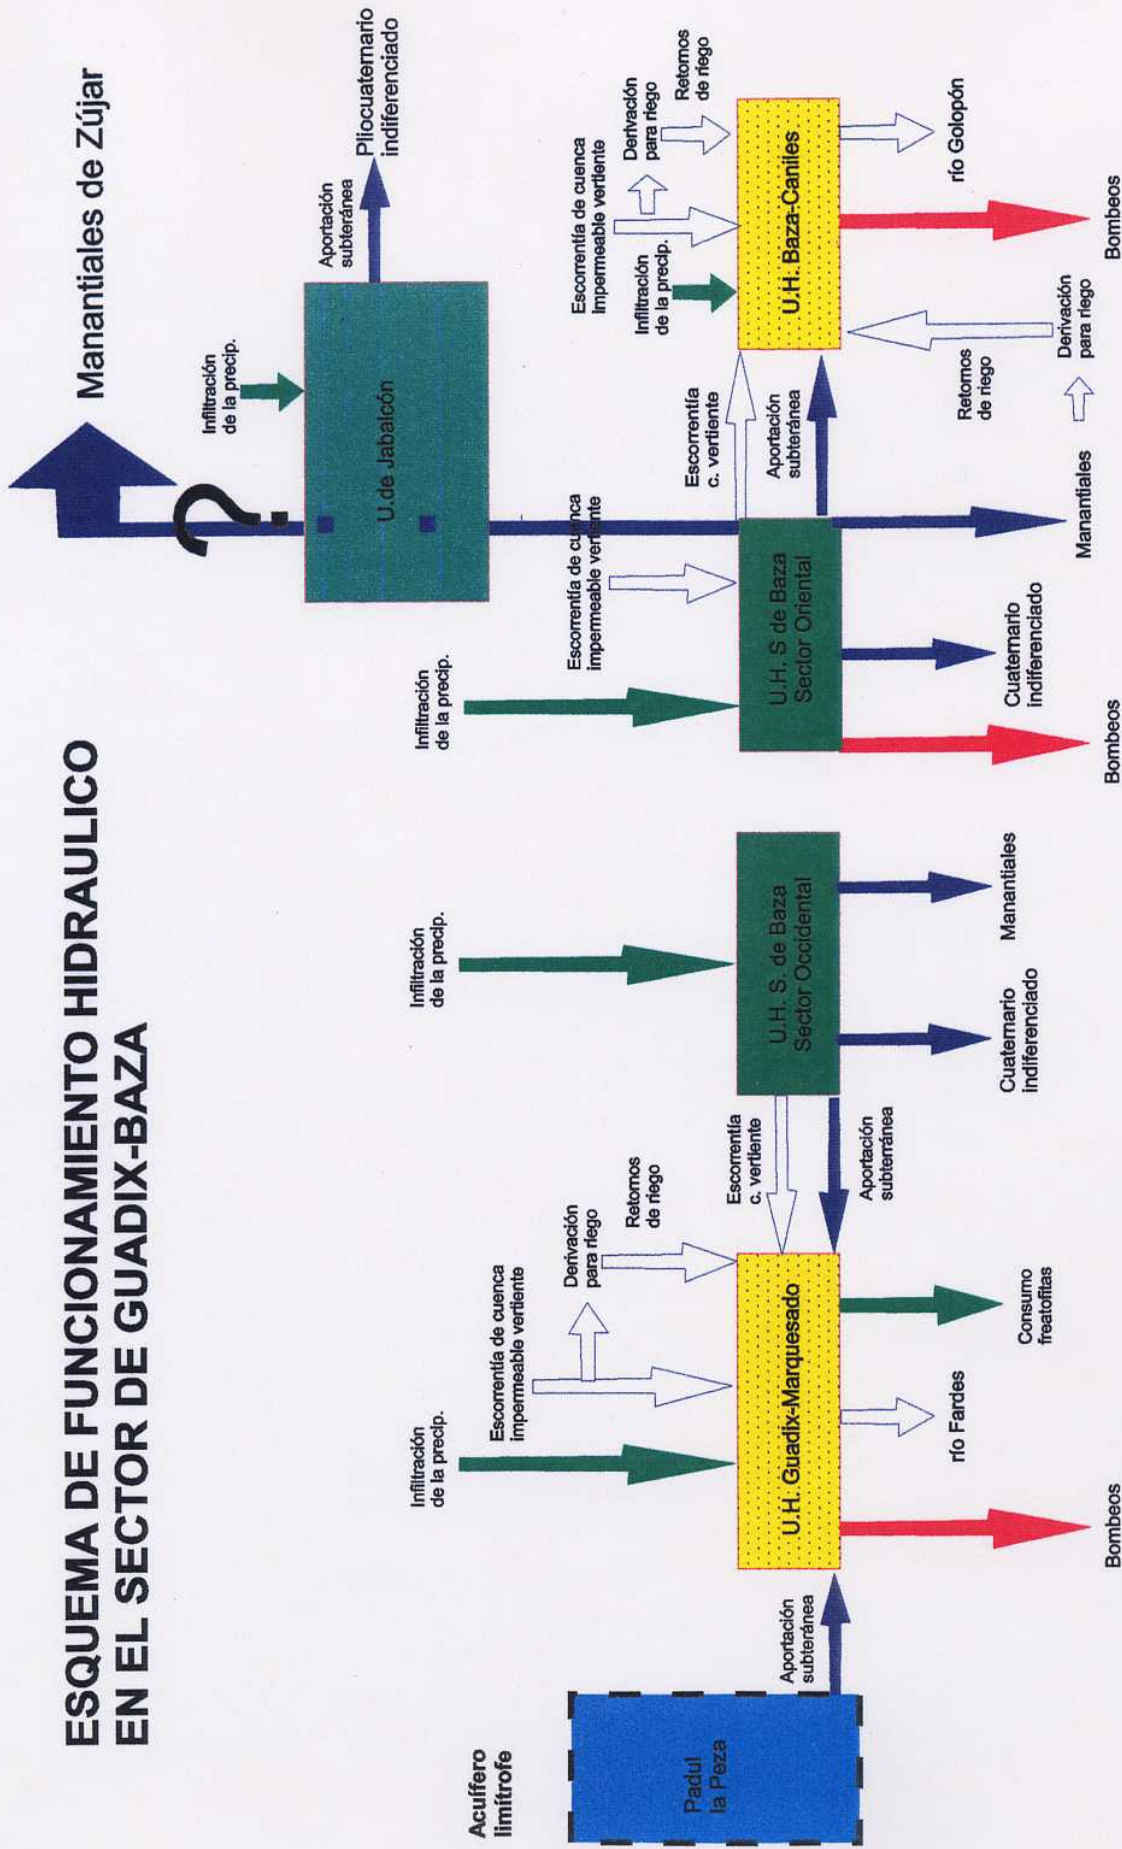 ESQUEMA DE FUNCIONAMIENTO HIDRAULICO
EN EL SECTOR DE GUADIX-BAZA
Manantiales de Zújar
?
Infiltración
de la precip.
U.de Jabalcón
Aportación
subterránea
Pliocuaternario
indiferenciado
Acuífero
limítrofe
Padul
la Peza
Aportación
subteránea
Infiltración
de la precip.
Escorrentía de cuenca
impermeable vertiente
Derivación
para riego
Retornos
de riego
U.H. Guadix-Marquesado
Bombeos
río Fardes
Consumo
freatofitas
Escorrentía
c. vertiente
Aportación
subterránea
Infiltración
de la precip.
U.H. S. de Baza
Sector Occidental
Cuaternario
indiferenciado
Manantiales
Infiltración
de la precip.
Escorrentía de cuenca
impermeable vertiente
U.H. S de Baza
Sector Oriental
Bombeos
Cuaternario
indiferenciado
Manantiales
Escorrentía
c. vertiente
Aportación
subteránea
Infiltración
de la precip.
Escorrentía de cuenca
impermeable vertiente
Derivación
para riego
Retornos
de riego
U.H. Baza-Caniles
Retornos
de riego
Derivación
para riego
Bombeos
río Golopón